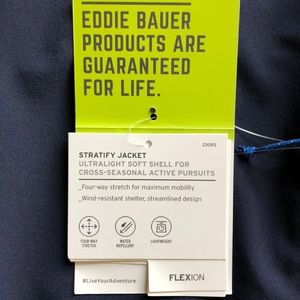 EDDIE BAUER
PRODUCTS ARE
GUARANTEED
FOR LIFE.
STRATIFY JACKET
23093
ULTRALIGHT SOFT SHELL FOR
CROSS-SEASONAL ACTIVE PURSUITS
_Four-way stretch for maximum mobility
_Wind-resistant shelter, streamlined design
FOUR-WAY
STRETCH
WATER
REPELLENT
LIGHTWEIGHT
#LiveYourAdventure
FLEXION